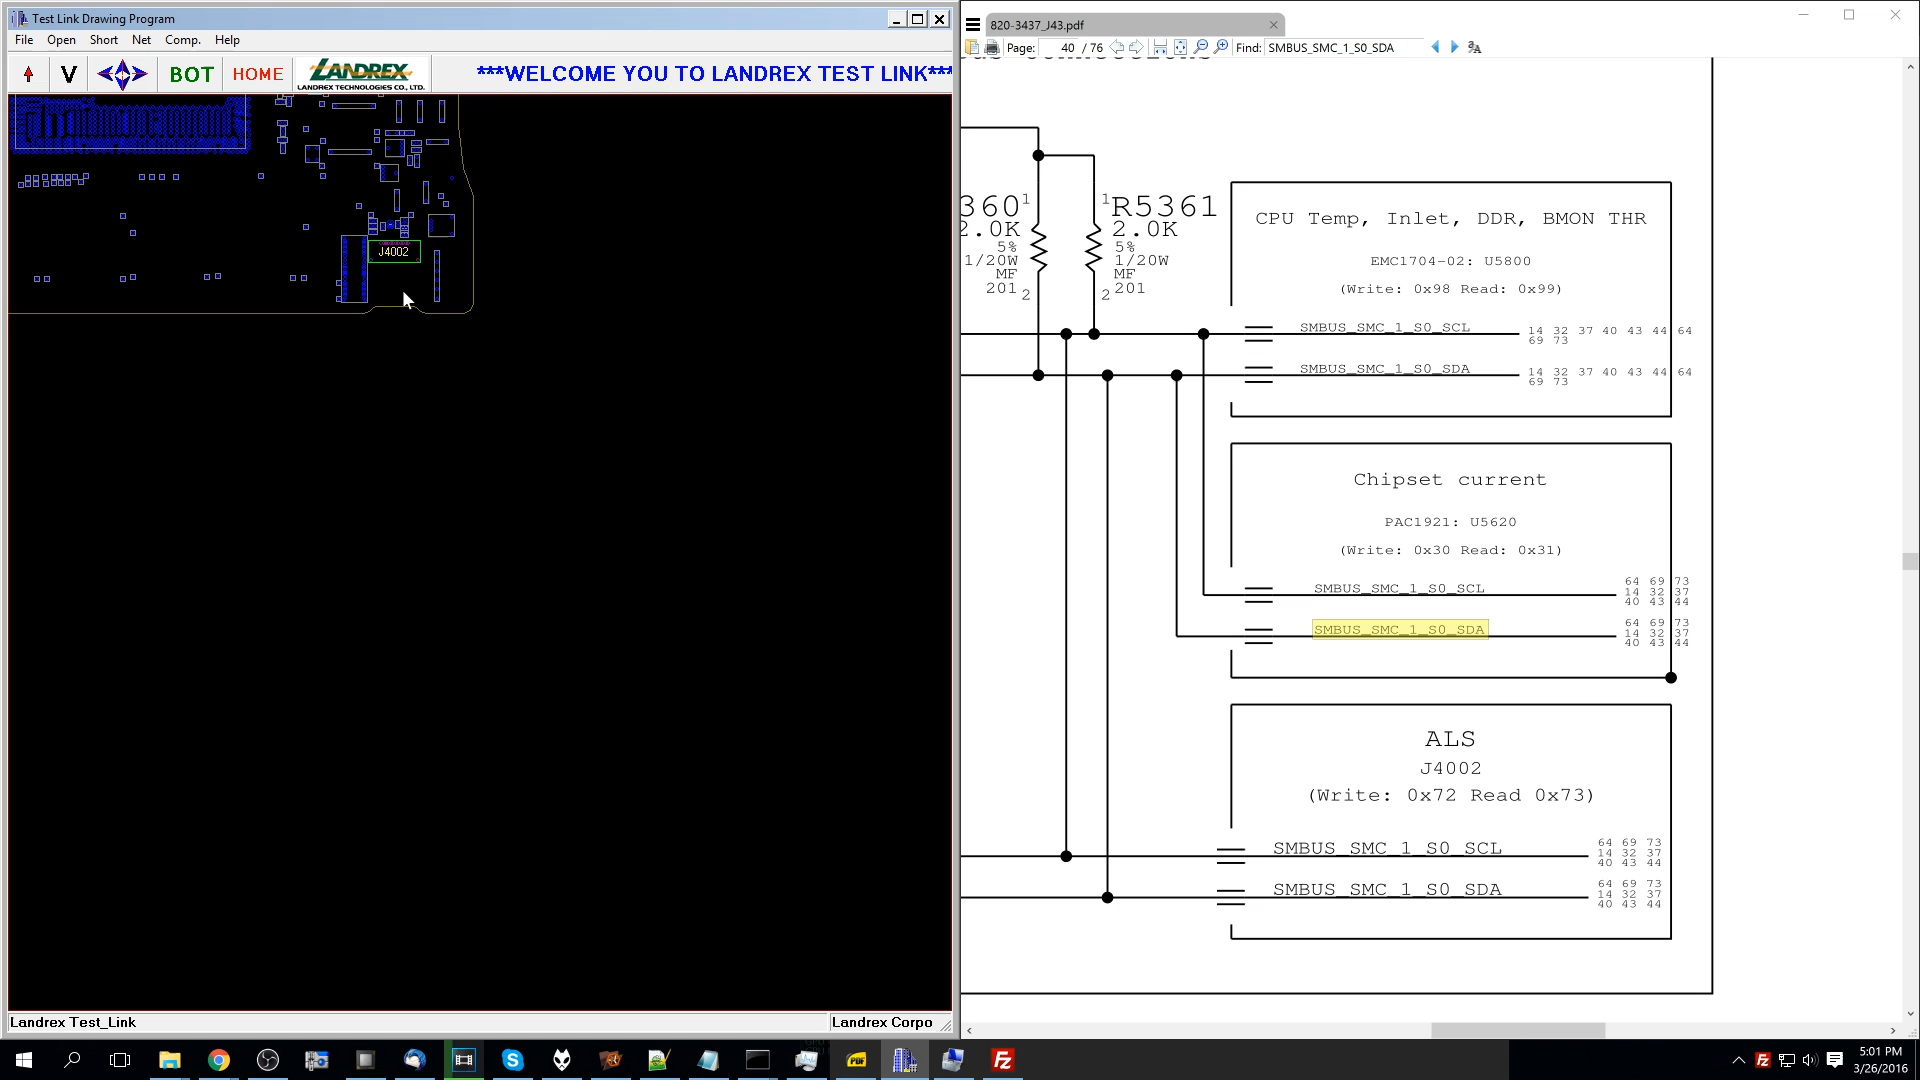 Test Link Drawing Program
File Open Short Net Comp. Help
V
BOT
HOME
LANDREX
LANDREX TECHNOLOGIES CO., LTD.
***WELCOME YOU TO LANDREX TEST LINK***
J4002
Landrex Test_Link
Landrex Corpo
820-3437_J43.pdf
Page: 40 / 76
Find: SMBUS_SMC_1_S0_SDA
360
2.0K
5%
1/20W
MF
201
1
2
1
R5361
2.0K
5%
1/20W
MF
201
2
CPU Temp, Inlet, DDR, BMON THR
EMC1704-02: U5800
(Write: 0x98 Read: 0x99)
SMBUS_SMC_1_S0_SCL
14 32 37 40 43 44 64
69 73
SMBUS_SMC_1_S0_SDA
14 32 37 40 43 44 64
69 73
Chipset current
PAC1921: U5620
(Write: 0x30 Read: 0x31)
SMBUS_SMC_1_S0_SCL
64 69 73
14 32 37
40 43 44
SMBUS_SMC_1_S0_SDA
64 69 73
14 32 37
40 43 44
ALS
J4002
(Write: 0x72 Read 0x73)
SMBUS_SMC_1_S0_SCL
64 69 73
14 32 37
40 43 44
SMBUS_SMC_1_S0_SDA
64 69 73
14 32 37
40 43 44
PDF
Fz
Fz
5:01 PM
3/26/2016